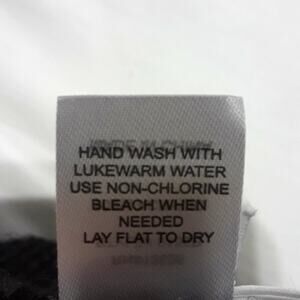 HAND WASH WITH
LUKEWARM WATER
USE NON-CHLORINE
BLEACH WHEN
NEEDED
LAY FLAT TO DRY